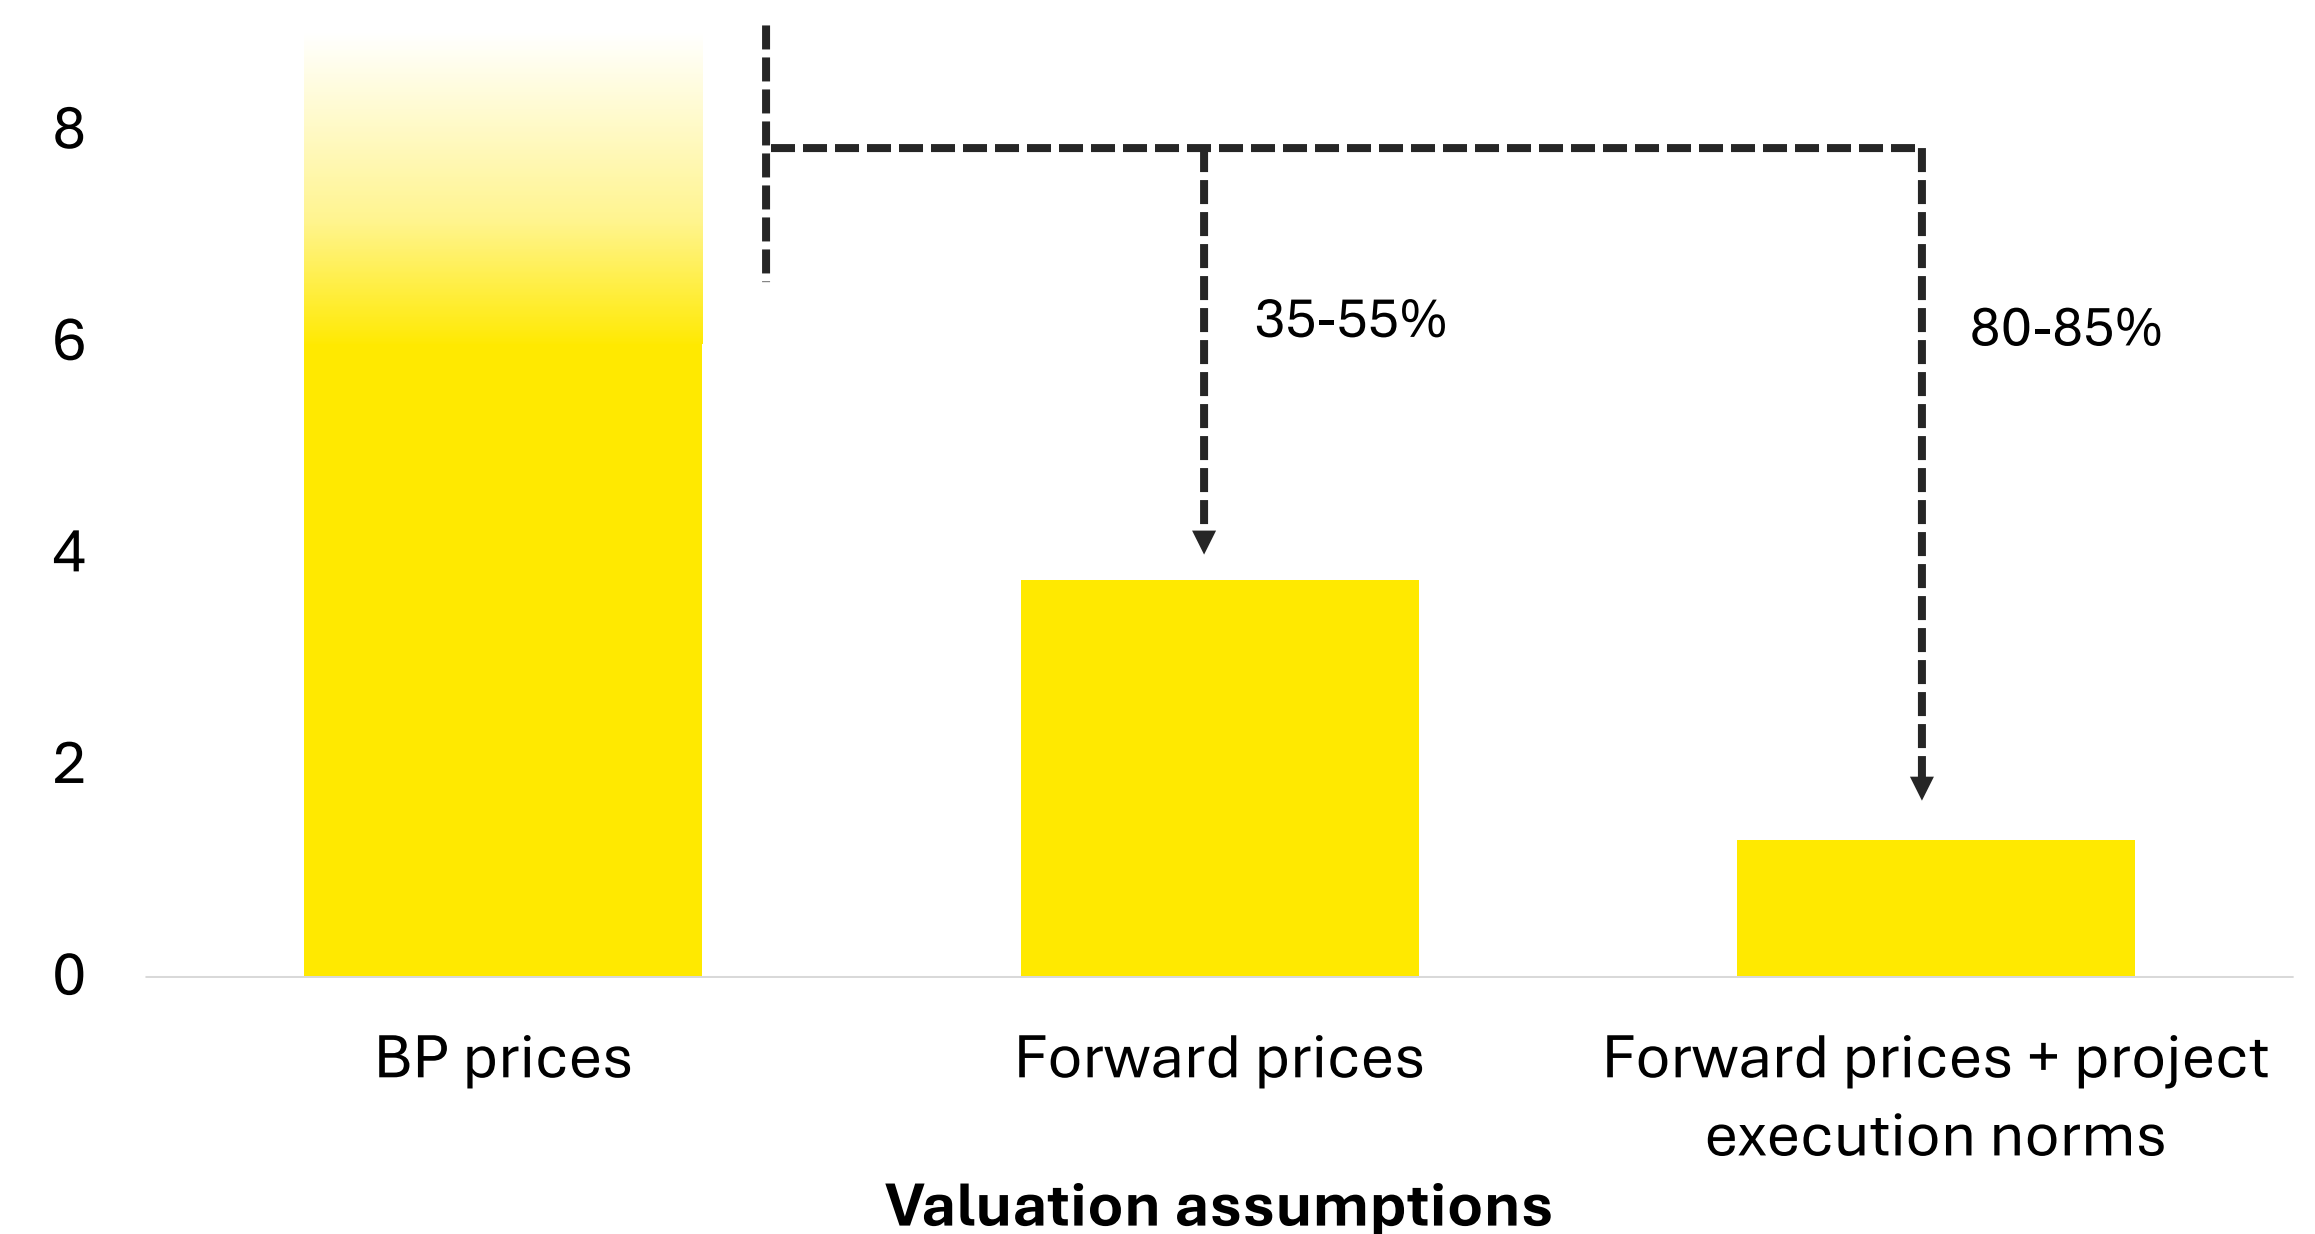 8
6
4
2
0
35-55%
80-85%
BP prices
Forward prices
Forward prices + project
execution norms
Valuation assumptions